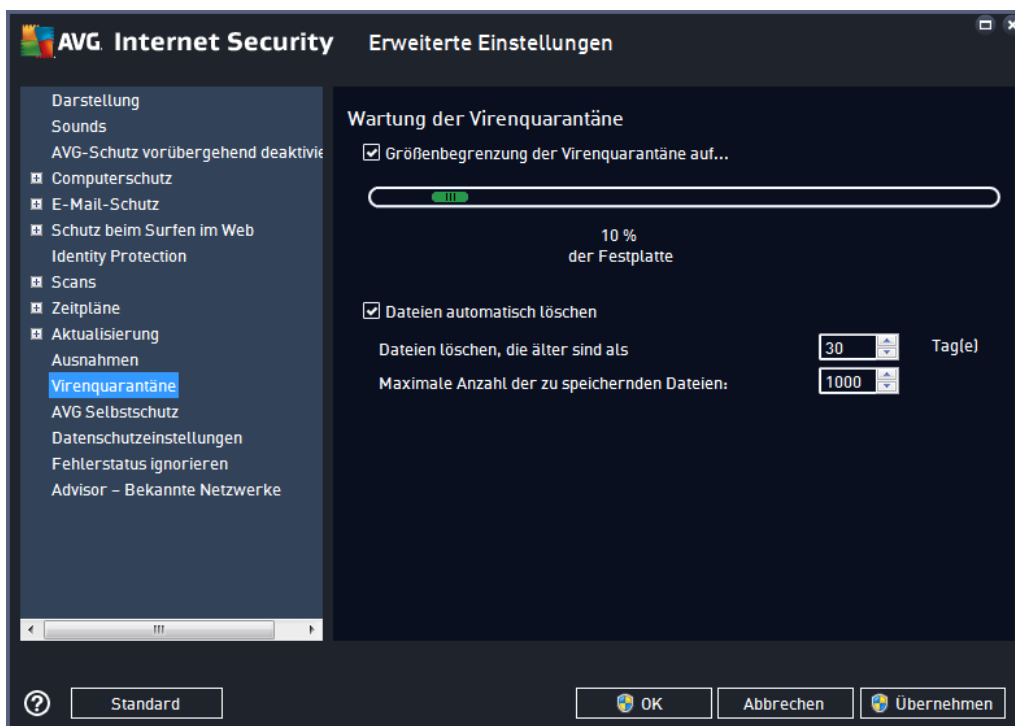 AVG. Internet Security Erweiterte Einstellungen
Darstellung
Sounds
AVG-Schutz vorübergehend deaktivie
Computerschutz
E-Mail-Schutz
Schutz beim Surfen im Web
Identity Protection
Scans
Zeitpläne
Aktualisierung
Ausnahmen
Virenquarantäne
AVG Selbstschutz
Datenschutzeinstellungen
Fehlerstatus ignorieren
Advisor – Bekannte Netzwerke
Wartung der Virenquarantäne
Größenbegrenzung der Virenquarantäne auf...
10 %
der Festplatte
Dateien automatisch löschen
Dateien löschen, die älter sind als 30 Tag(e)
Maximale Anzahl der zu speichernden Dateien: 1000
Standard OK Abbrechen Übernehmen